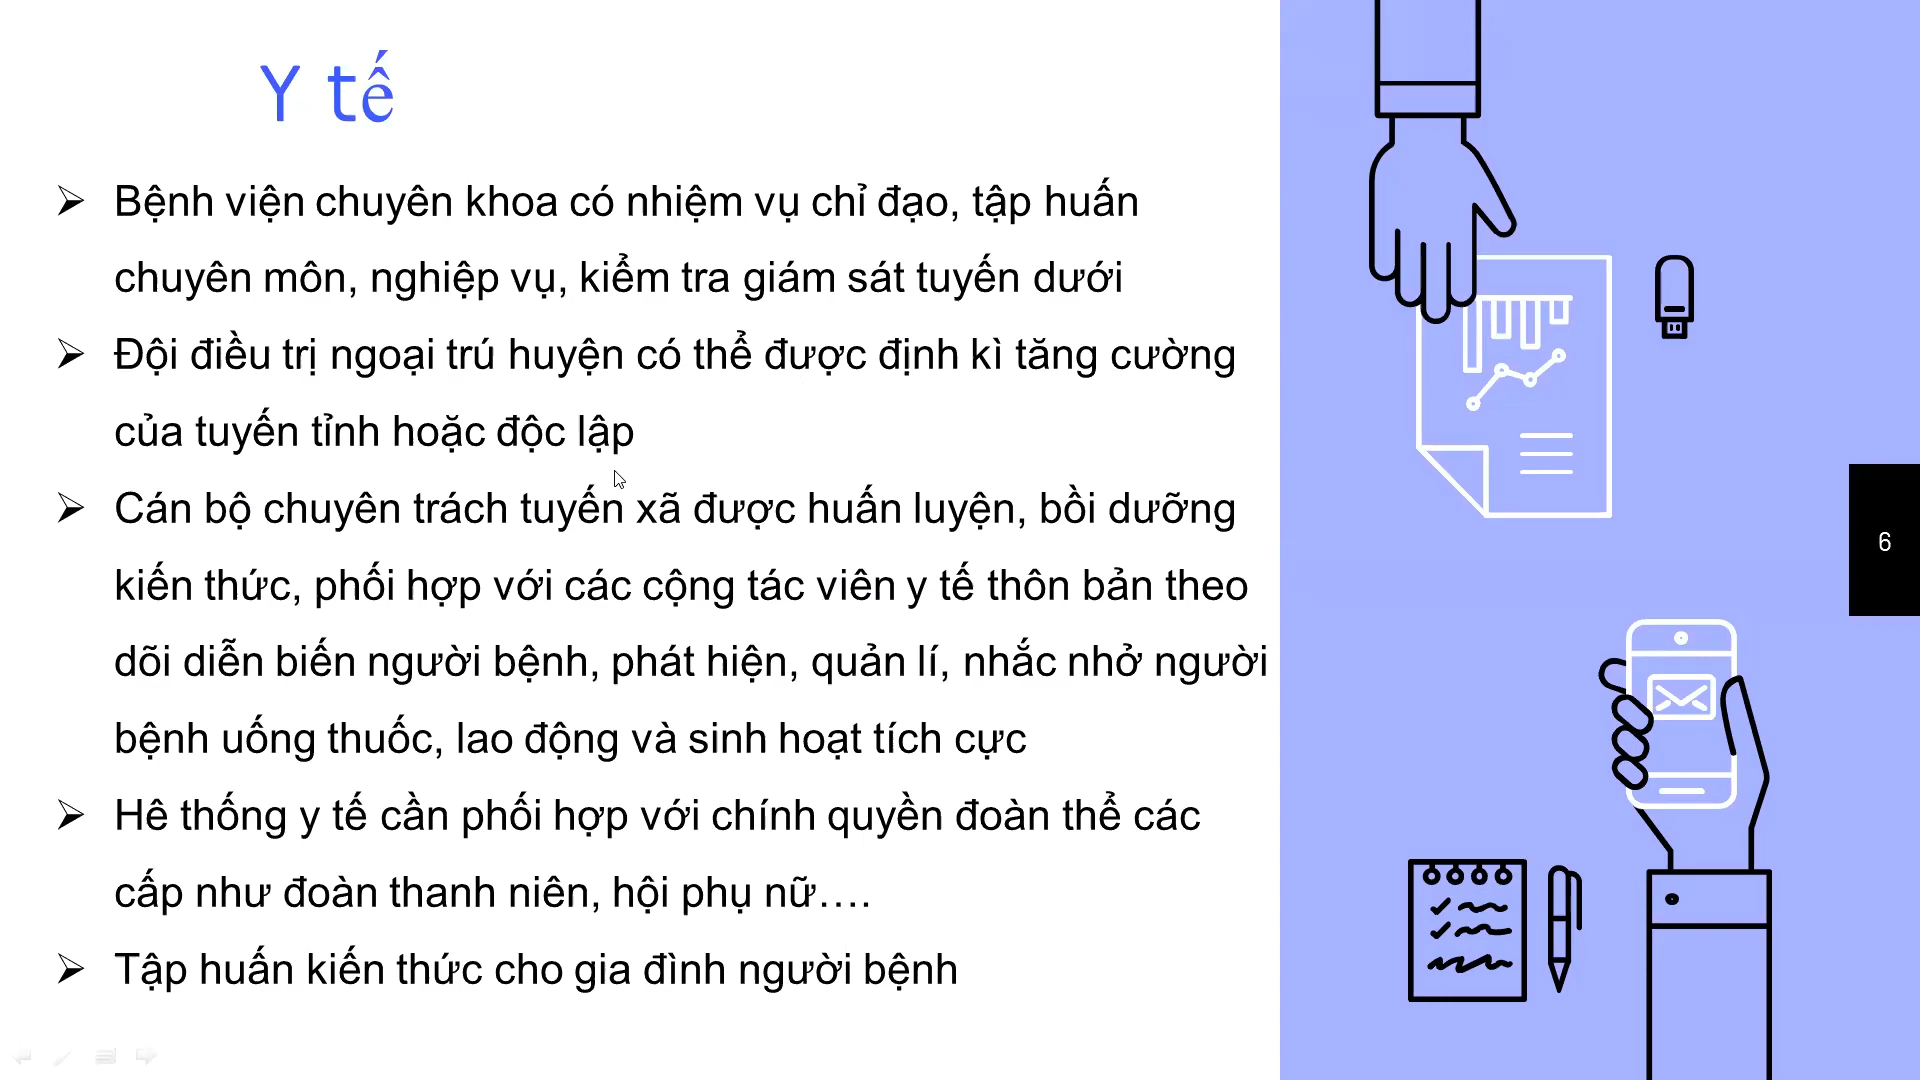 Y tế
Bệnh viện chuyên khoa có nhiệm vụ chỉ đạo, tập huấn
chuyên môn, nghiệp vụ, kiểm tra giám sát tuyến dưới
Đội điều trị ngoại trú huyện có thể được định kì tăng cường
của tuyến tỉnh hoặc độc lập
Cán bộ chuyên trách tuyến xã được huấn luyện, bồi dưỡng
kiến thức, phối hợp với các cộng tác viên y tế thôn bản theo
dõi diễn biến người bệnh, phát hiện, quản lí, nhắc nhở người
bệnh uống thuốc, lao động và sinh hoạt tích cực
Hê thống y tế cần phối hợp với chính quyền đoàn thể các
cấp như đoàn thanh niên, hội phụ nữ….
Tập huấn kiến thức cho gia đình người bệnh
6